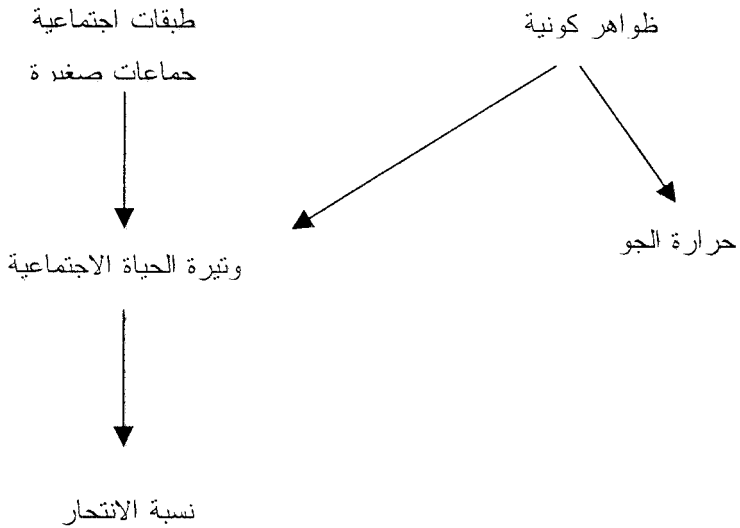 ظواهر كونية
طبقات اجتماعية
جماعات صغيرة
حرارة الجو
وتيرة الحياة الاجتماعية
نسبة الانتحار